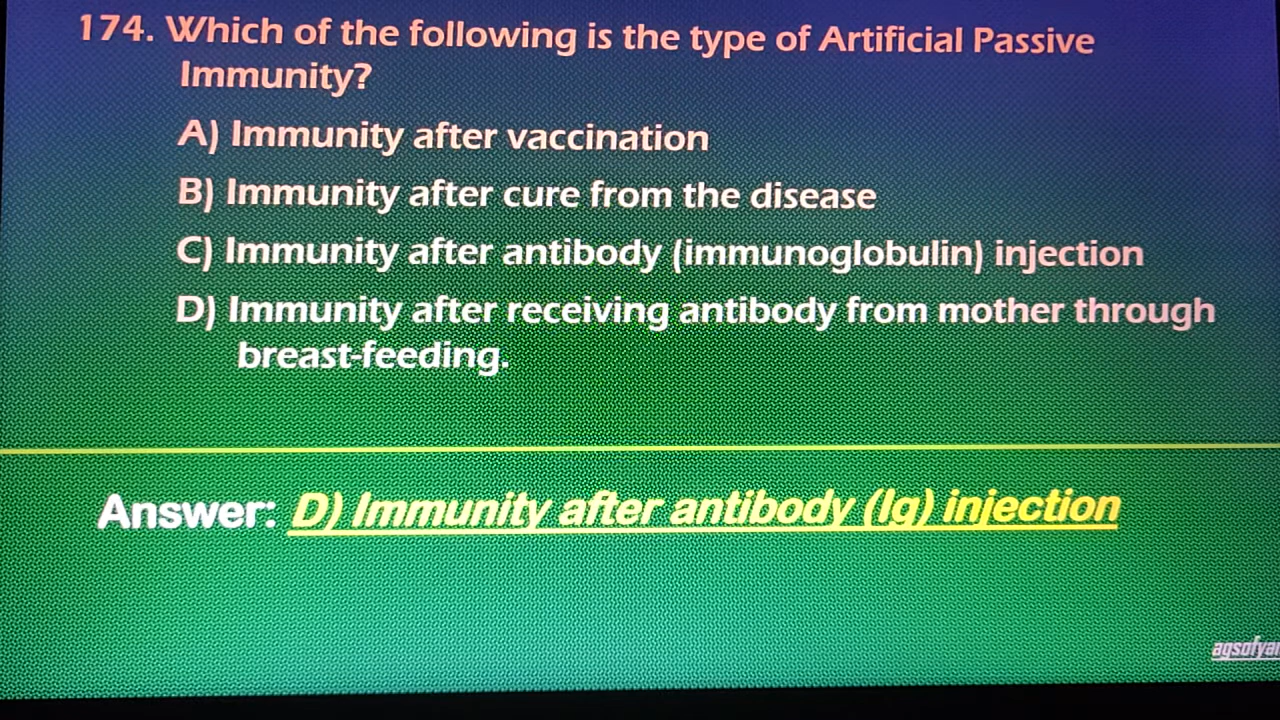 174. Which of the following is the type of Artificial Passive
Immunity?
A) Immunity after vaccination
B) Immunity after cure from the disease
C) Immunity after antibody (immunoglobulin) injection
D) Immunity after receiving antibody from mother through
breast-feeding.
Answer: D) Immunity after antibody (Ig) injection